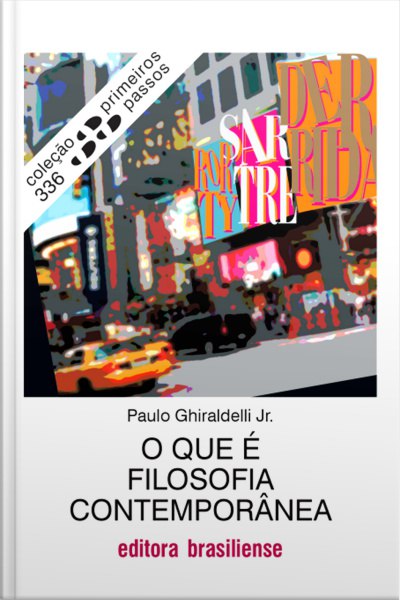 coleção primeiros
336 passos
ROR
TY
SAR
TRE
DER
RIDA
Paulo Ghiraldelli Jr.
O QUE É
FILOSOFIA
CONTEMPORÂNEA
editora brasiliense